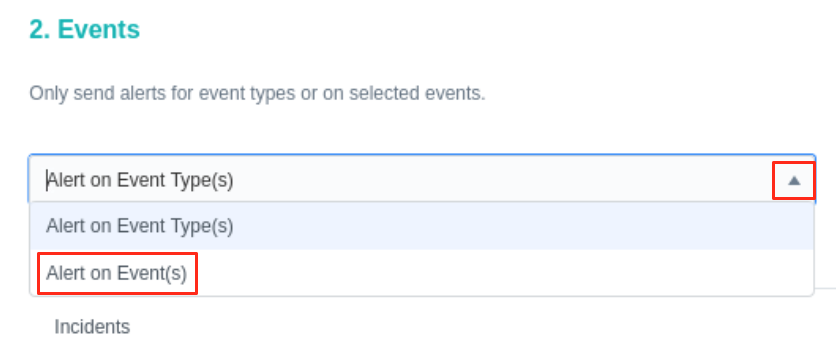 2. Events
Only send alerts for event types or on selected events.
Alert on Event Type(s)
Alert on Event Type(s)
Alert on Event(s)
Incidents